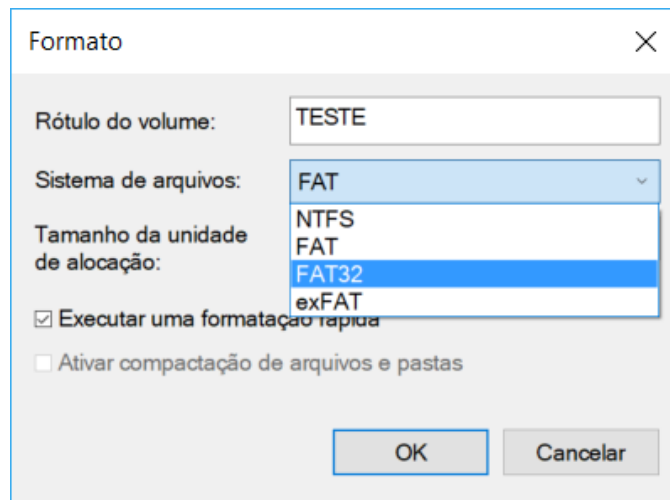 Formato
Rótulo do volume:
TESTE
Sistema de arquivos:
FAT
NTFS
FAT
FAT32
exFAT
Tamanho da unidade
de alocação:
Executar uma formatação rápida
Ativar compactação de arquivos e pastas
OK
Cancelar